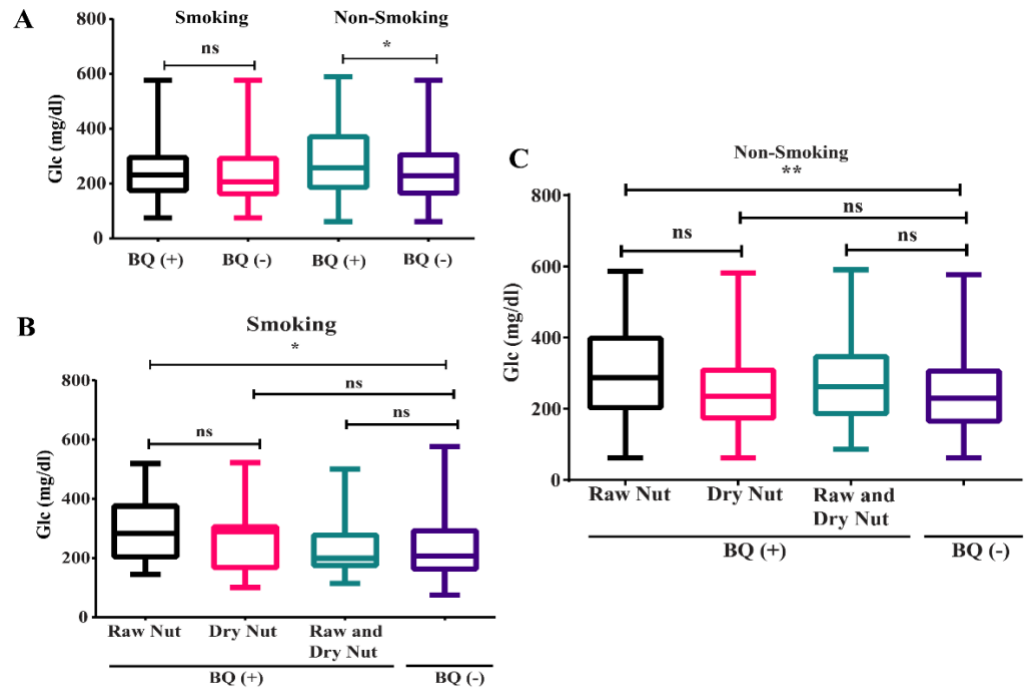 A
Smoking Non-Smoking
ns *
800
600
400
200
0
Glc (mg/dl)
BQ (+) BQ (-) BQ (+) BQ (-)
B
Smoking
*
ns
ns
ns
800
600
400
200
0
Glc (mg/dl)
Raw Nut Dry Nut Raw and
Dry Nut
BQ (+) BQ (-)
C
Non-Smoking
**
ns
ns ns
800
600
400
200
0
Glc (mg/dl)
Raw Nut Dry Nut Raw and
Dry Nut
BQ (+) BQ (-)